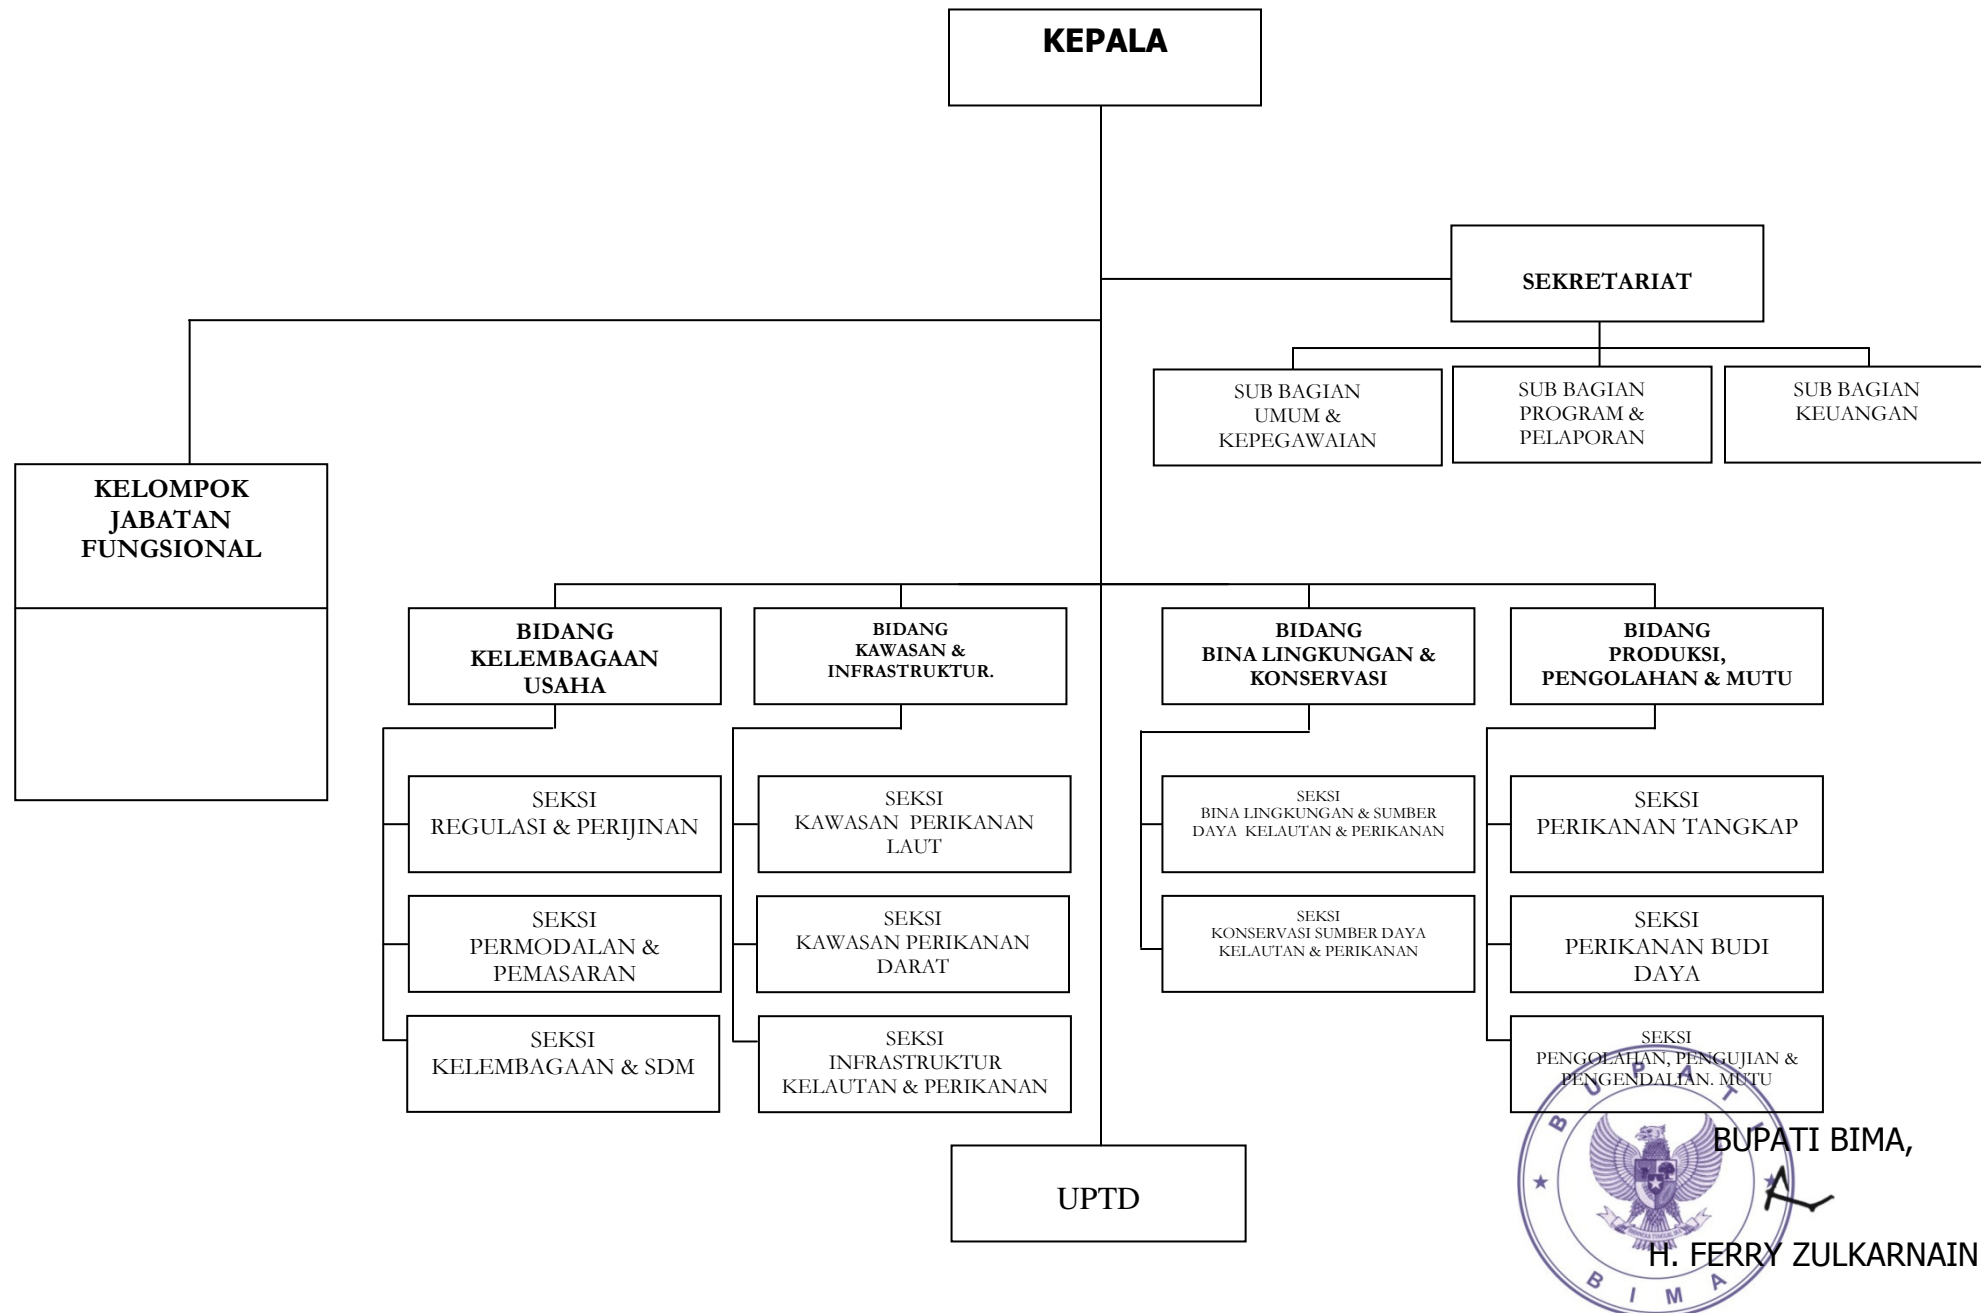 KEPALA
SEKRETARIAT
SUB BAGIAN
UMUM &
KEPEGAWAIAN
SUB BAGIAN
PROGRAM &
PELAPORAN
SUB BAGIAN
KEUANGAN
KELOMPOK
JABATAN
FUNGSIONAL
BIDANG
KELEMBAGAAN
USAHA
BIDANG
KAWASAN &
INFRASTRUKTUR.
BIDANG
BINA LINGKUNGAN &
KONSERVASI
BIDANG
PRODUKSI,
PENGOLAHAN & MUTU
SEKSI
REGULASI & PERIJINAN
SEKSI
KAWASAN PERIKANAN
LAUT
SEKSI
BINA LINGKUNGAN & SUMBER
DAYA KELAUTAN & PERIKANAN
SEKSI
PERIKANAN TANGKAP
SEKSI
PERMODALAN &
PEMASARAN
SEKSI
KAWASAN PERIKANAN
DARAT
SEKSI
KONSERVASI SUMBER DAYA
KELAUTAN & PERIKANAN
SEKSI
PERIKANAN BUDI
DAYA
SEKSI
KELEMBAGAAN & SDM
SEKSI
INFRASTRUKTUR
KELAUTAN & PERIKANAN
SEKSI
PENGOLAHAN, PENGUJIAN &
PENGENDALIAN. MUTU
UPTD
BUPATI
BIMA
BUPATI BIMA,
H. FERRY ZULKARNAIN